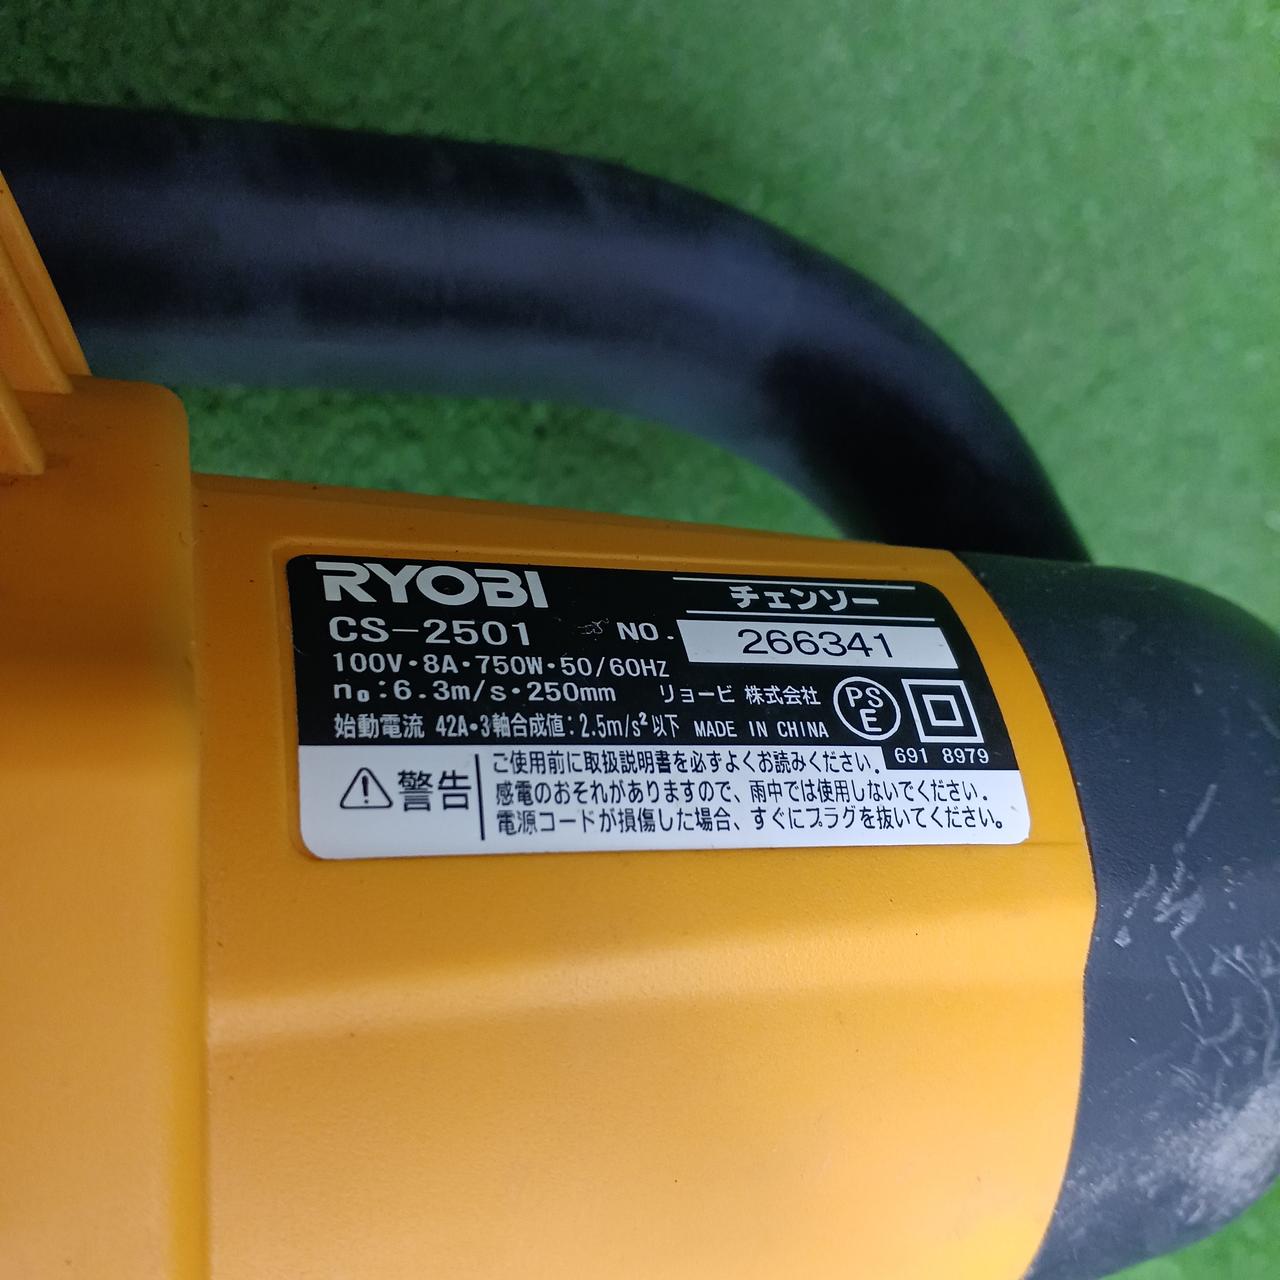 RYOBI
チェンソー
CS-2501
NO. 266341
100V・8A・750W・50/60Hz
n₀:6.3m/s・250mm リョービ 株式会社
PSE
始動電流 42A・3軸合成値:2.5m/s²以下 MADE IN CHINA
691 8979
警告
ご使用前に取扱説明書を必ずよくお読みください.
感電のおそれがありますので、雨中では使用しないでください.
電源コードが損傷した場合、すぐにプラグを抜いてください。